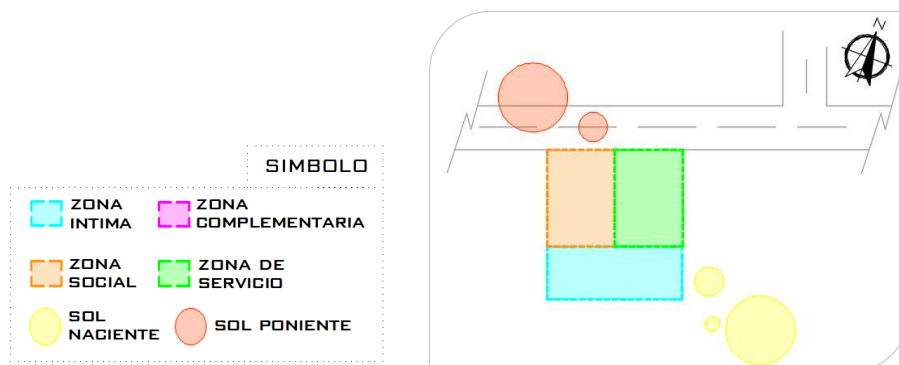 N
SIMBOLO
ZONA INTIMA
ZONA COMPLEMENTARIA
ZONA SOCIAL
ZONA DE SERVICIO
SOL NACIENTE
SOL PONIENTE